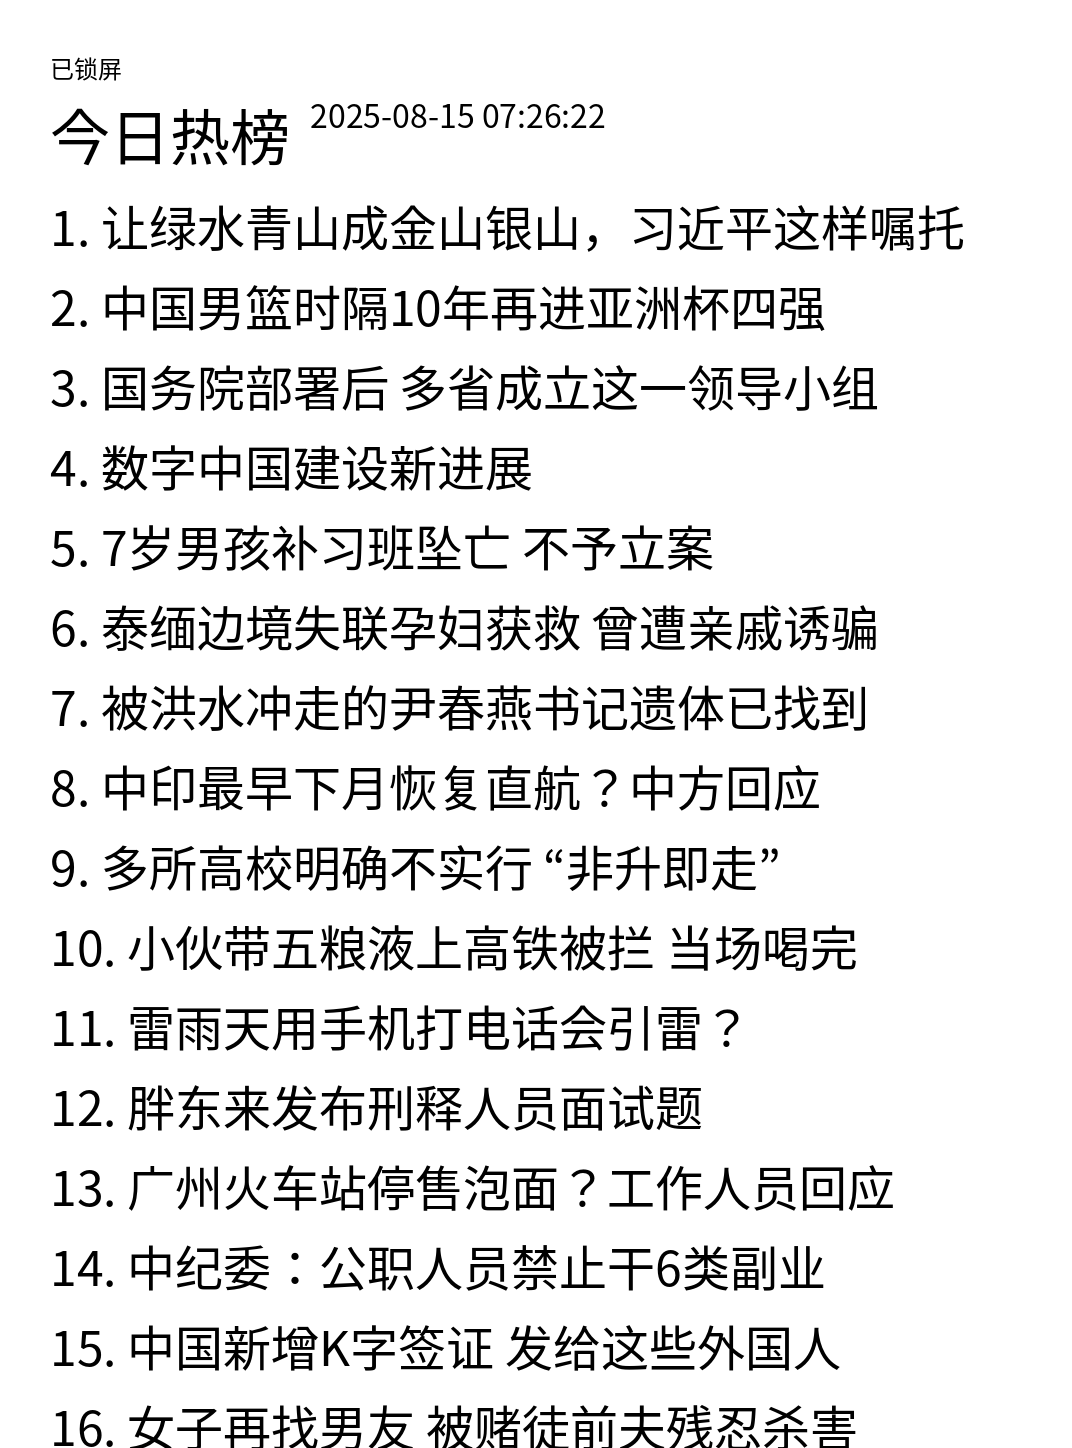 已锁屏
今日热榜 2025-08-15 07:26:22
1. 让绿水青山成金山银山，习近平这样嘱托
2. 中国男篮时隔10年再进亚洲杯四强
3. 国务院部署后 多省成立这一领导小组
4. 数字中国建设新进展
5. 7岁男孩补习班坠亡 不予立案
6. 泰缅边境失联孕妇获救 曾遭亲戚诱骗
7. 被洪水冲走的尹春燕书记遗体已找到
8. 中印最早下月恢复直航？中方回应
9. 多所高校明确不实行 “非升即走”
10. 小伙带五粮液上高铁被拦 当场喝完
11. 雷雨天用手机打电话会引雷？
12. 胖东来发布刑释人员面试题
13. 广州火车站停售泡面？工作人员回应
14. 中纪委：公职人员禁止干6类副业
15. 中国新增K字签证 发给这些外国人
16. 女子再找男友 被赌徒前夫残忍杀害